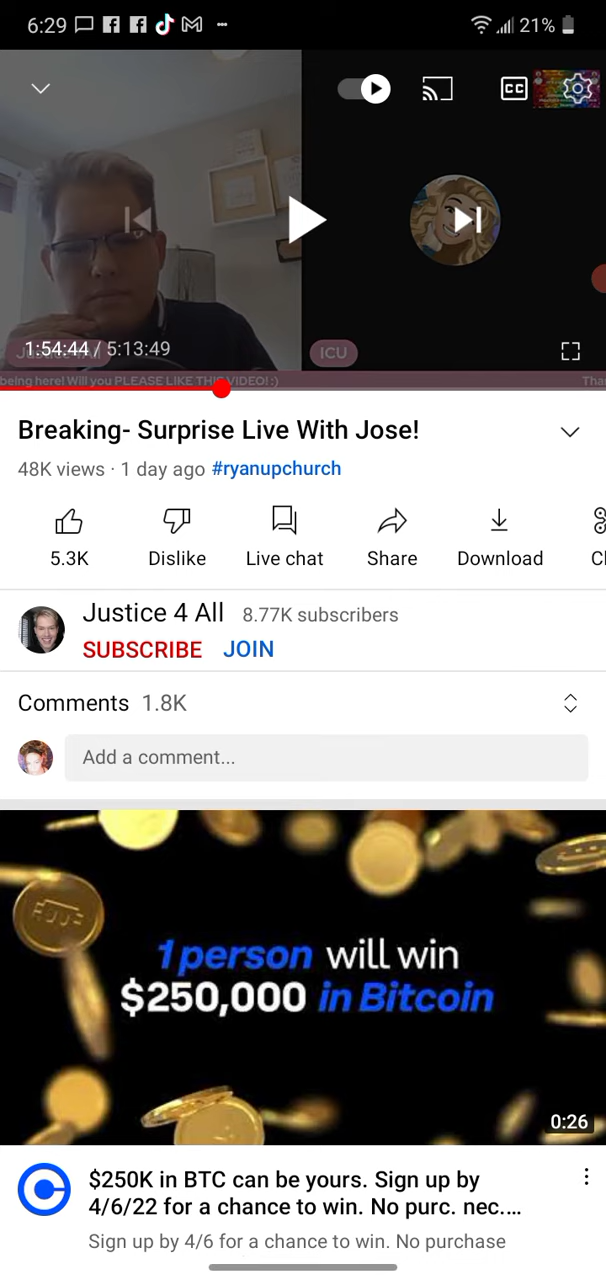 6:29
21%
CC
1:54:44 / 5:13:49
ICU
being here! Will you PLEASE LIKE THIS VIDEO! :)
Breaking- Surprise Live With Jose!
48K views · 1 day ago #ryanupchurch
5.3K
Dislike
Live chat
Share
Download
Justice 4 All 8.77K subscribers
SUBSCRIBE JOIN
Comments 1.8K
Add a comment...
1 person will win
$250,000 in Bitcoin
0:26
$250K in BTC can be yours. Sign up by
4/6/22 for a chance to win. No purc. nec....
Sign up by 4/6 for a chance to win. No purchase